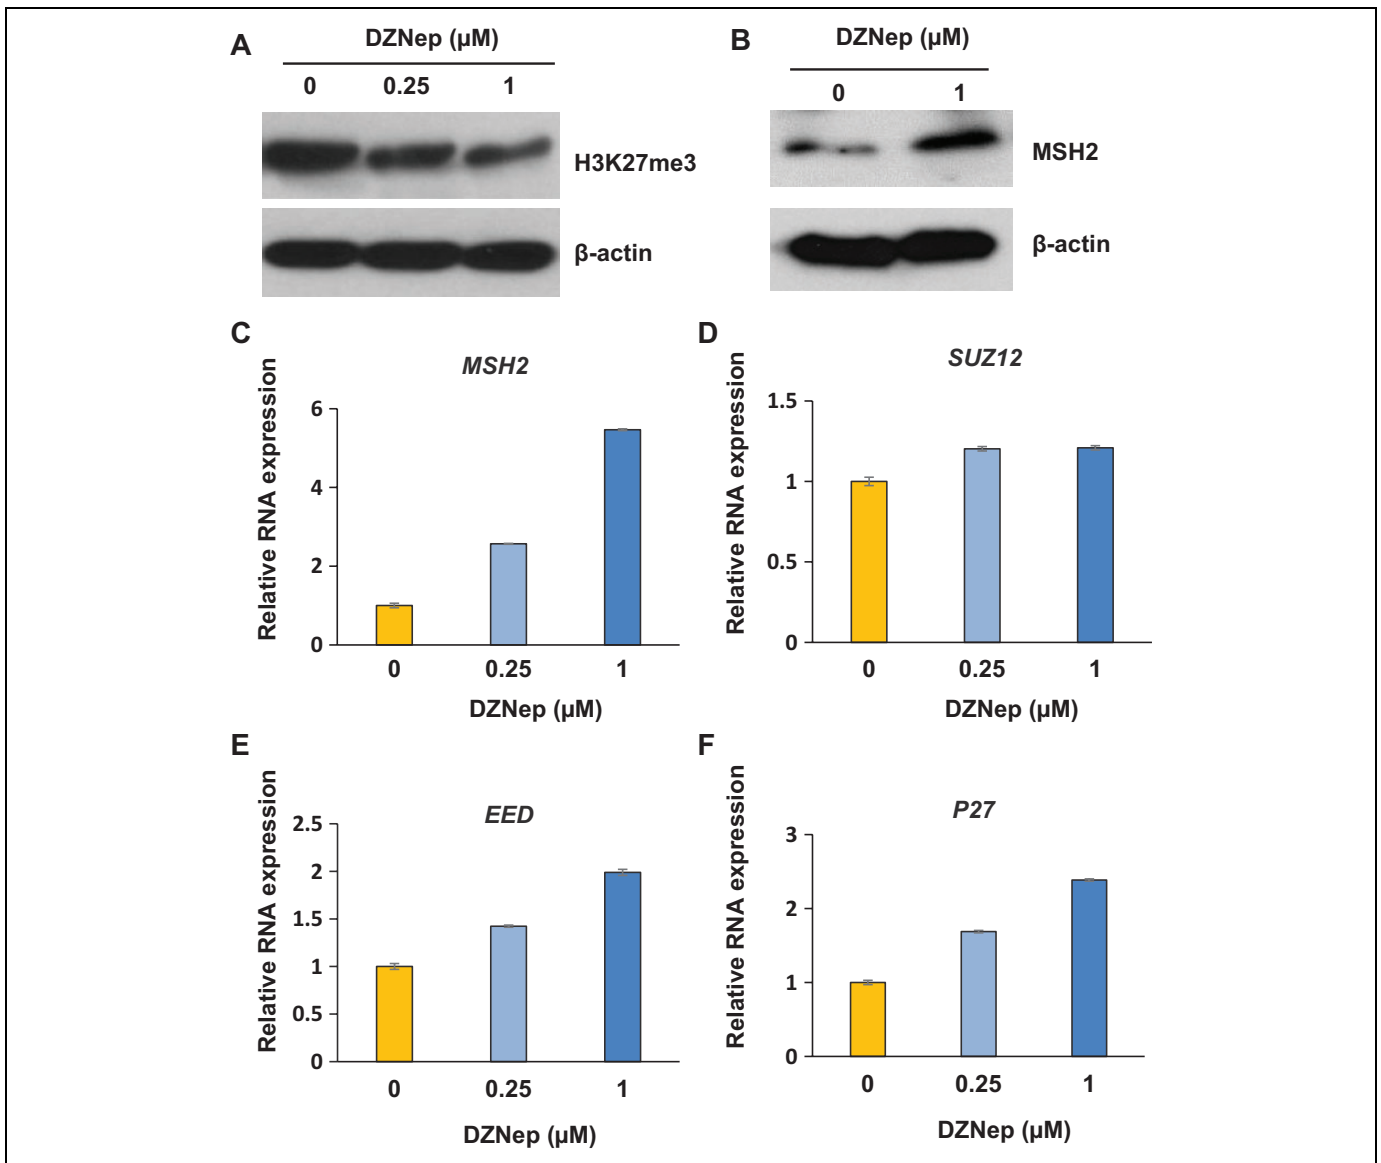 A
DZNep (µM)
0 0.25 1
H3K27me3
β-actin
B
DZNep (µM)
0 1
MSH2
β-actin
C
MSH2
Relative RNA expression
6
4
2
0
0 0.25 1
DZNep (µM)
D
SUZ12
Relative RNA expression
1.5
1
0.5
0
0 0.25 1
DZNep (µM)
E
EED
Relative RNA expression
2.5
2
1.5
1
0.5
0
0 0.25 1
DZNep (µM)
F
P27
Relative RNA expression
3
2
1
0
0 0.25 1
DZNep (µM)